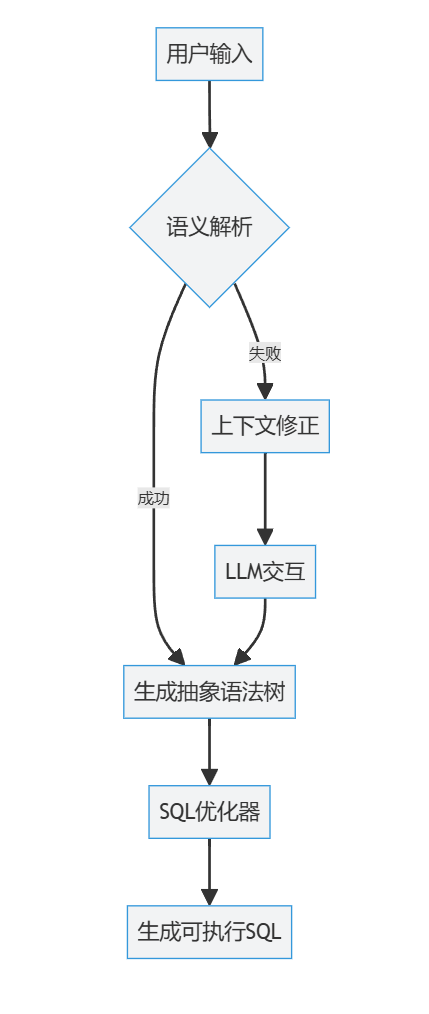 用户输入
语义解析
失败
上下文修正
成功
LLM交互
生成抽象语法树
SQL优化器
生成可执行SQL